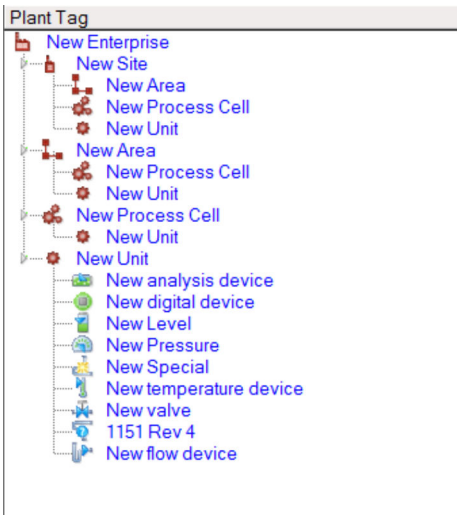 Plant Tag
New Enterprise
New Site
New Area
New Process Cell
New Unit
New Area
New Process Cell
New Unit
New Process Cell
New Unit
New Unit
New analysis device
New digital device
New Level
New Pressure
New Special
New temperature device
New valve
1151 Rev 4
New flow device